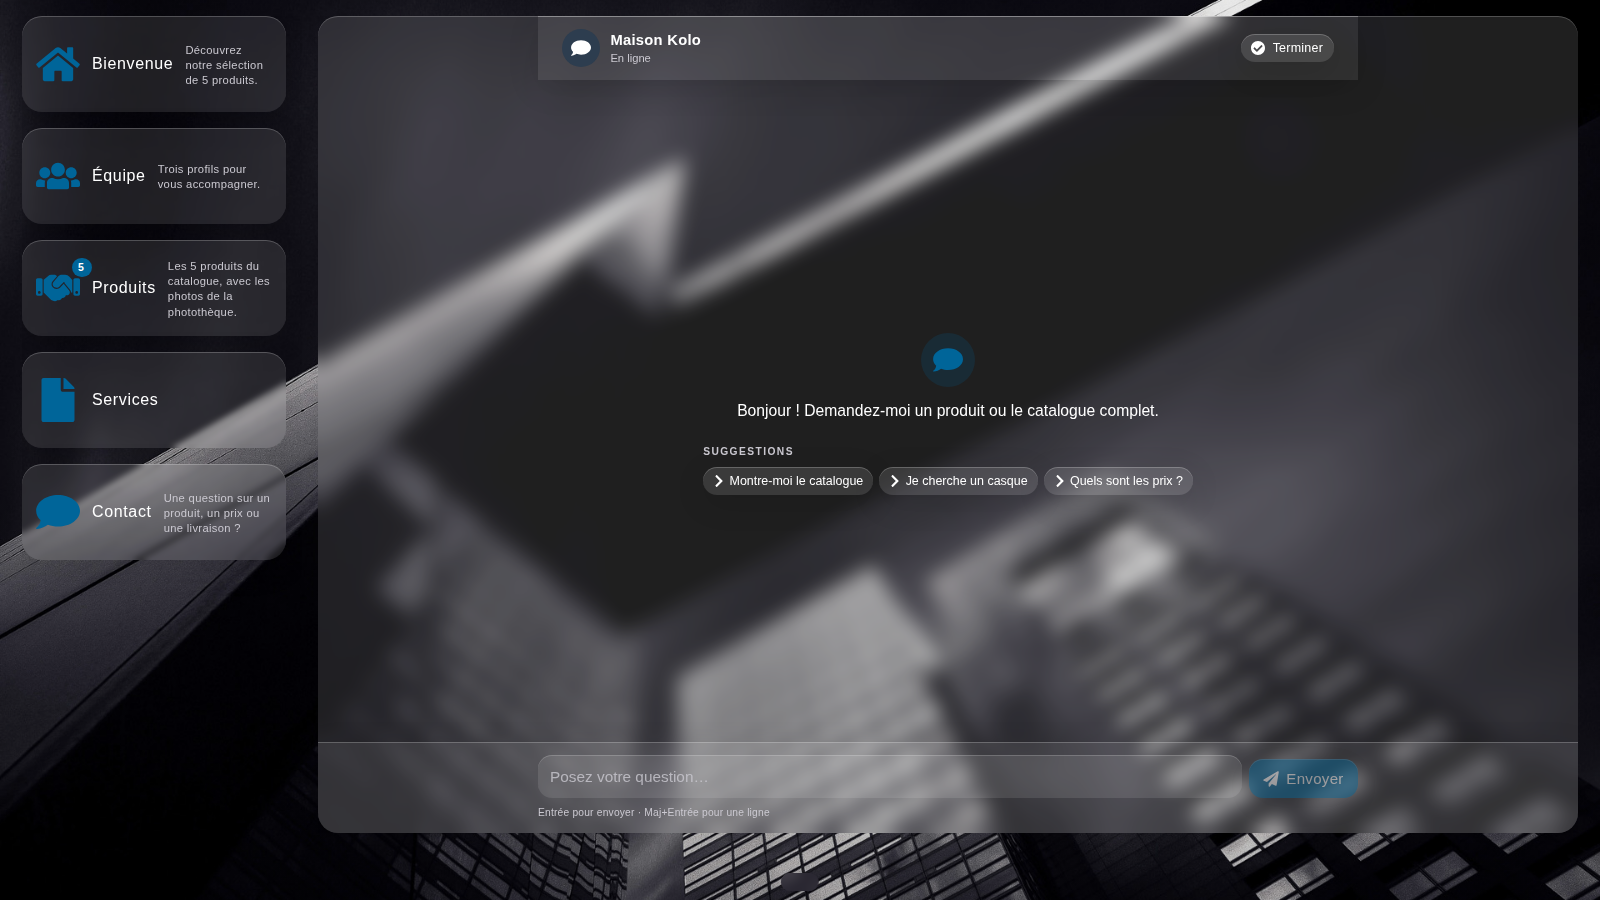 Bienvenue
Découvrez
notre sélection
de 5 produits.
Équipe
Trois profils pour
vous accompagner.
5
Produits
Les 5 produits du
catalogue, avec les
photos de la
photothèque.
Services
Contact
Une question sur un
produit, un prix ou
une livraison ?
Maison Kolo
En ligne
Terminer
Bonjour ! Demandez-moi un produit ou le catalogue complet.
SUGGESTIONS
Montre-moi le catalogue
Je cherche un casque
Quels sont les prix ?
Posez votre question…
Envoyer
Entrée pour envoyer · Maj+Entrée pour une ligne